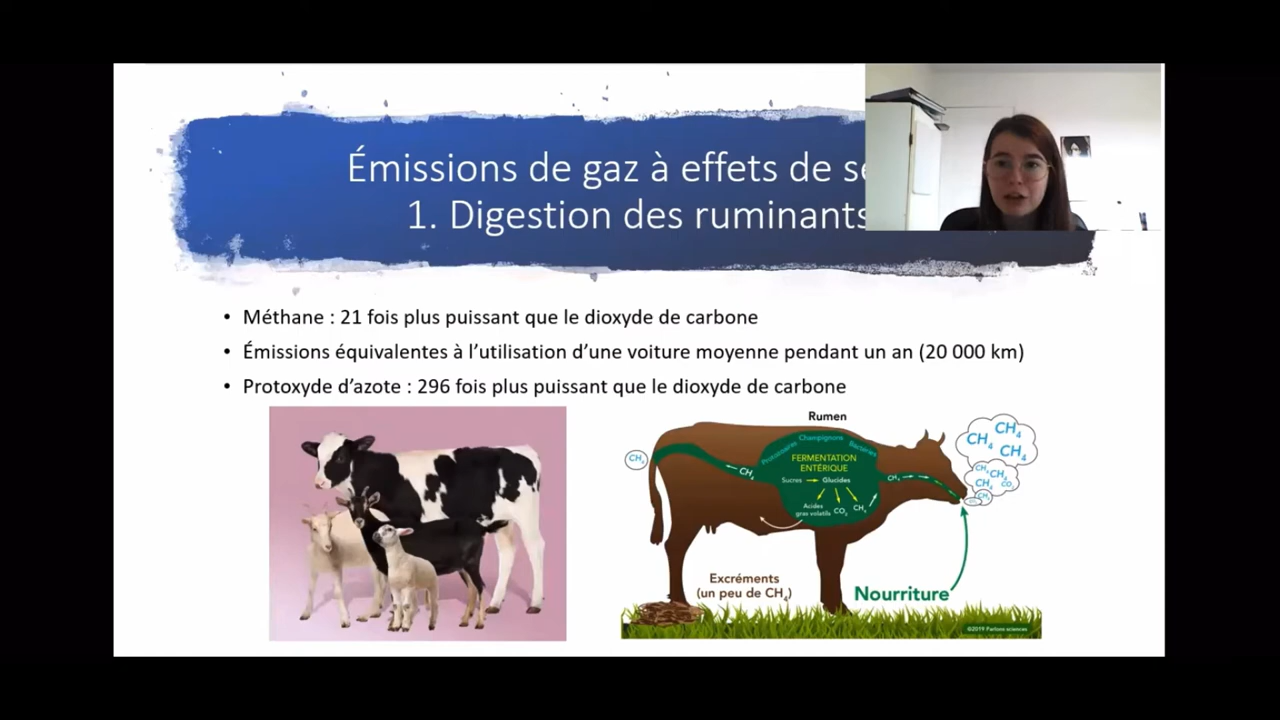 Émissions de gaz à effets de
1. Digestion des ruminants
• Méthane : 21 fois plus puissant que le dioxyde de carbone
• Émissions équivalentes à l’utilisation d’une voiture moyenne pendant un an (20 000 km)
• Protoxyde d’azote : 296 fois plus puissant que le dioxyde de carbone
Rumen
Protozoaires Champignons Bactéries
FERMENTATION
ENTÉRIQUE
Sucres Glucides
Acides
gras volatils CO₂ CH₄
CH₄
CH₄
CH₄
CH₄
CH₄
CH₄
CH₄
CH₄
CH₄
CO₂
CH₄
Excréments
(un peu de CH₄)
Nourriture
©2019 Parlons sciences